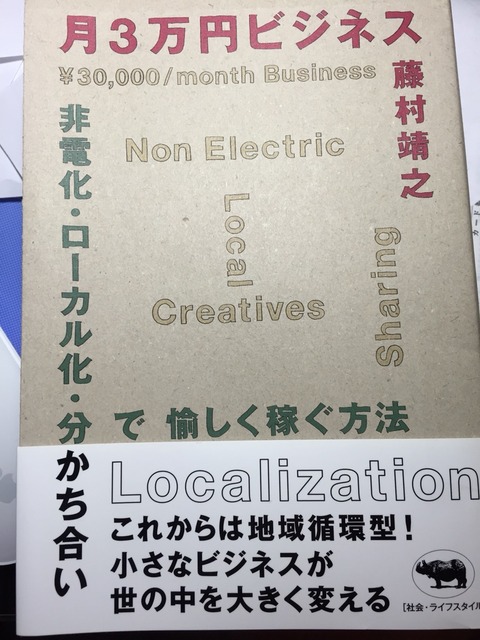 月3万円ビジネス
¥30,000/month Business
藤村靖之
非電化・ローカル化・分かち合い
で 愉しく稼ぐ方法
Non Electric
Local
Creatives
Sharing
Localization
これからは地域循環型!
小さなビジネスが
世の中を大きく変える
[社会・ライフスタイル